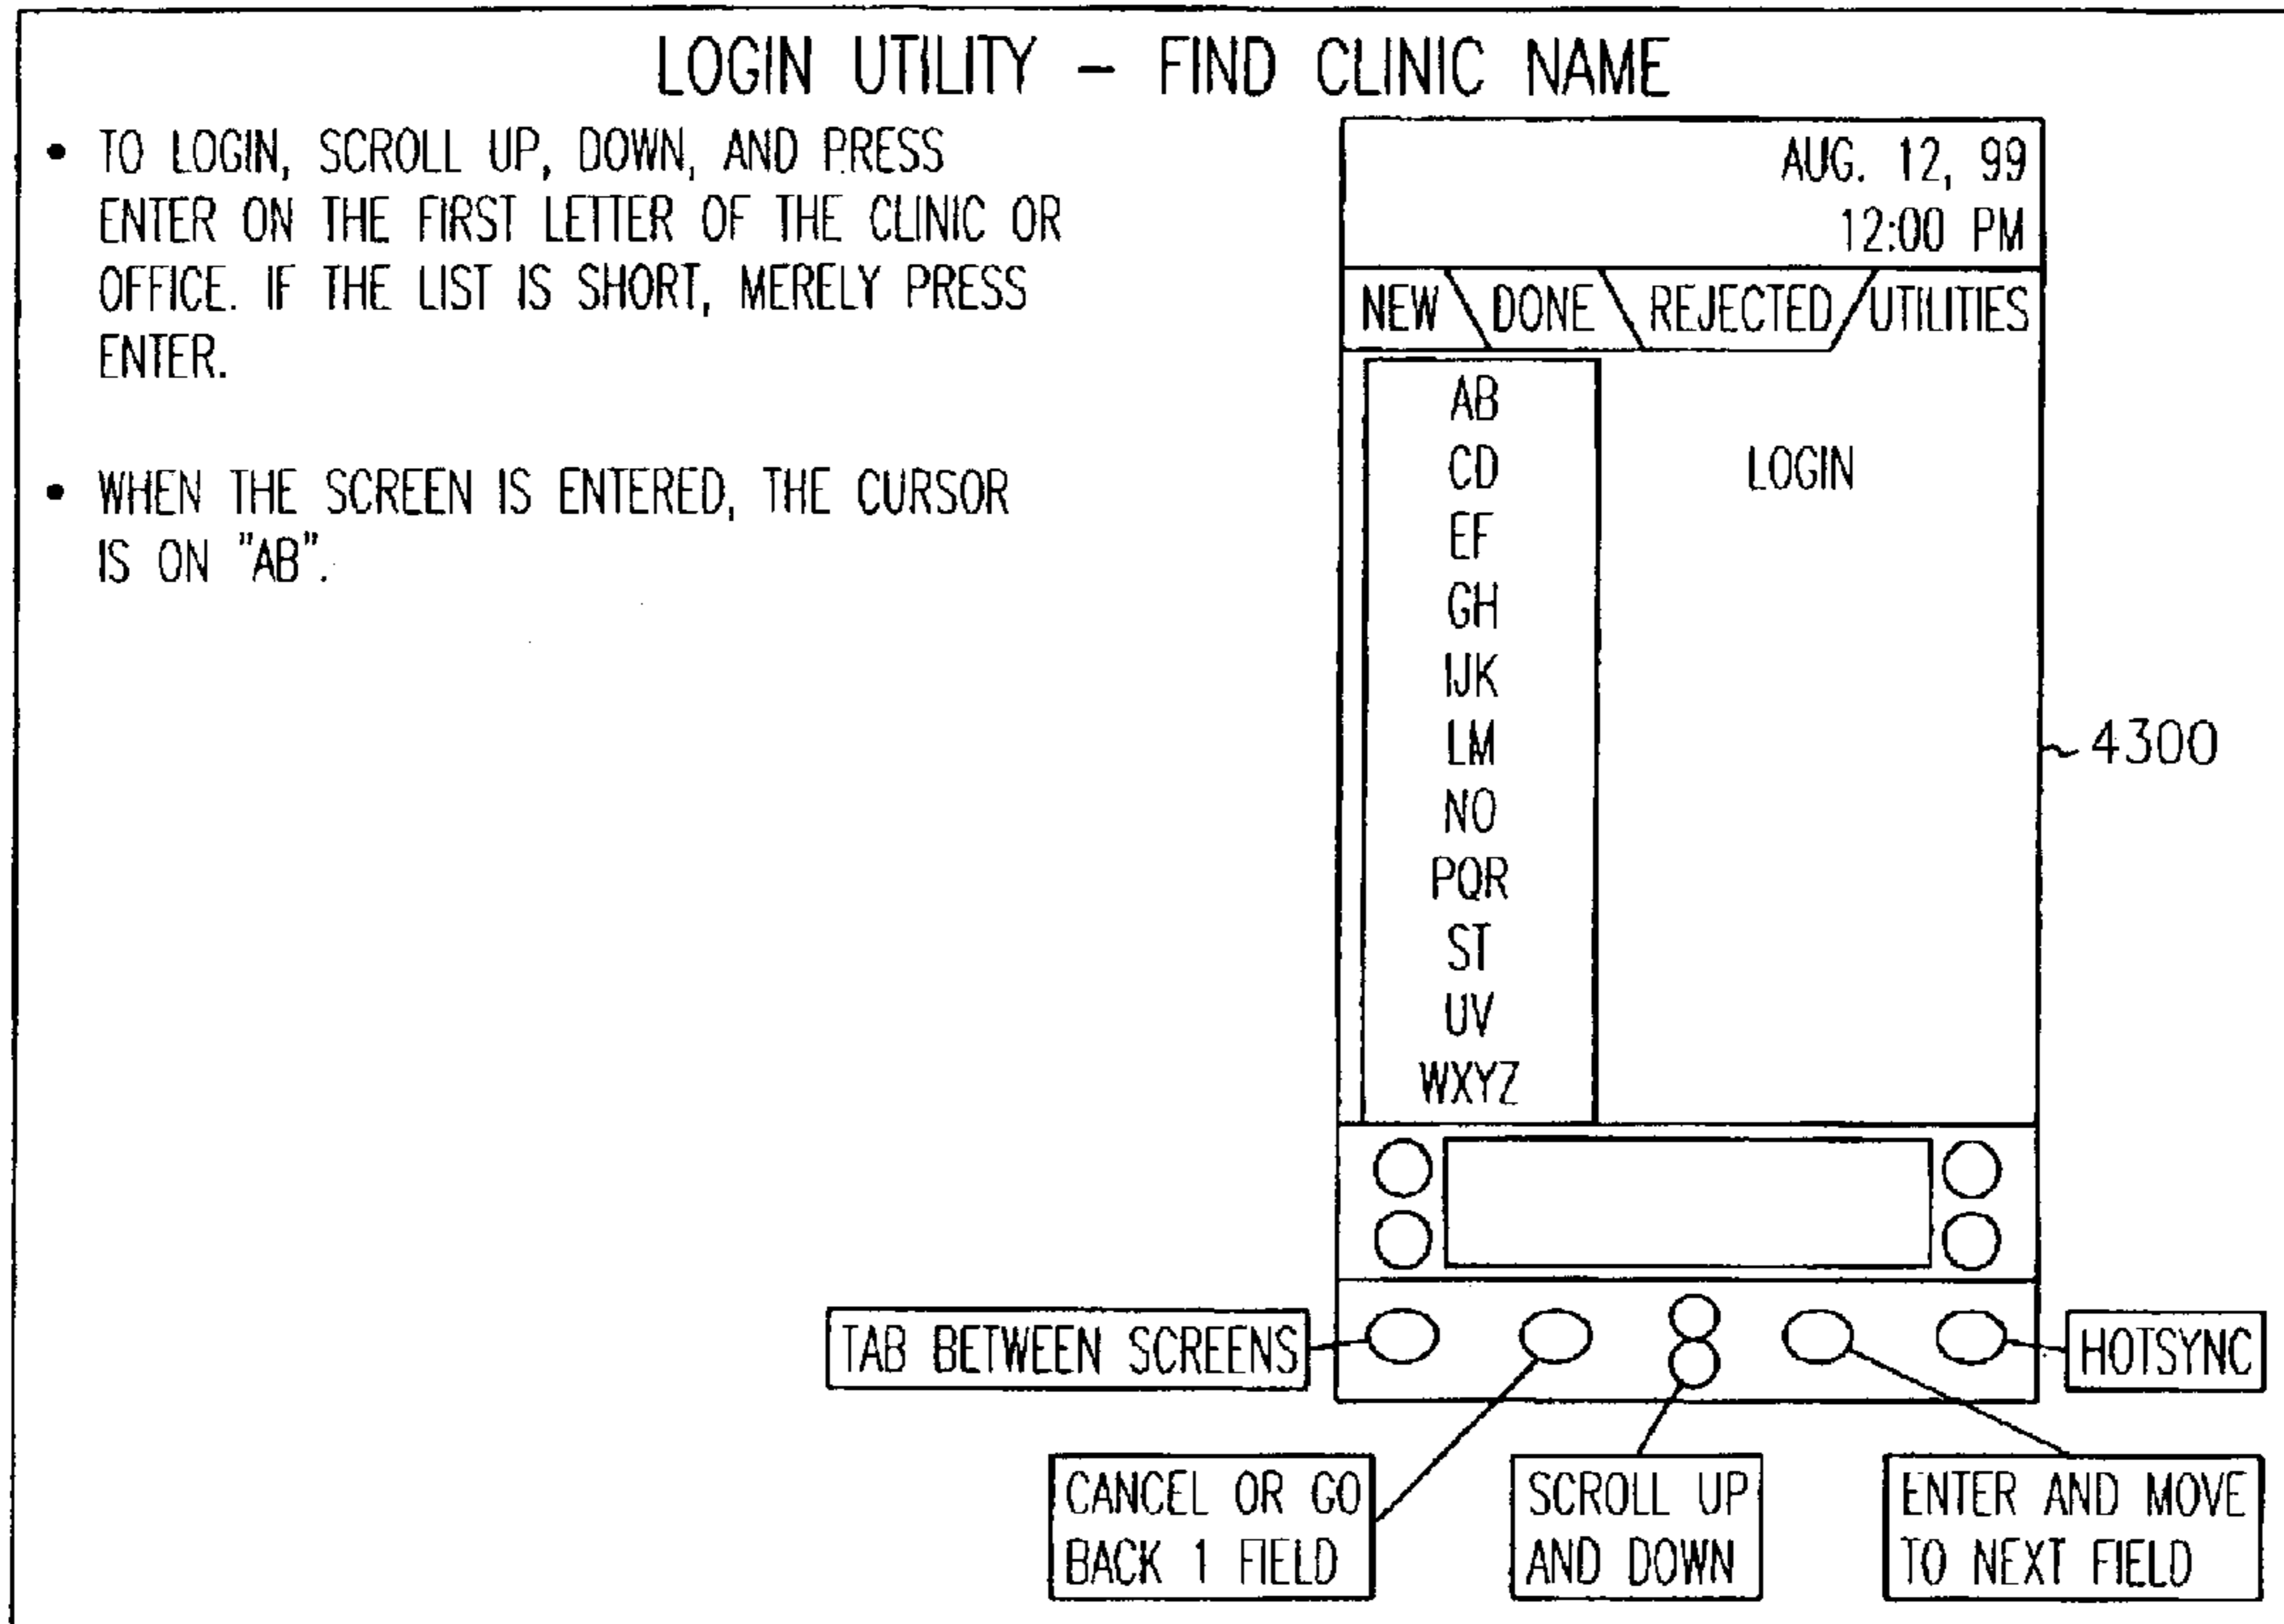 LOGIN UTILITY – FIND CLINIC NAME
• TO LOGIN, SCROLL UP, DOWN, AND PRESS
ENTER ON THE FIRST LETTER OF THE CLINIC OR
OFFICE. IF THE LIST IS SHORT, MERELY PRESS
ENTER.
• WHEN THE SCREEN IS ENTERED, THE CURSOR
IS ON "AB".
AUG. 12, 99
12:00 PM
NEW DONE REJECTED UTILITIES
AB
CD
EF
GH
IJK
LM
NO
PQR
ST
UV
WXYZ
LOGIN
4300
TAB BETWEEN SCREENS
HOTSYNC
CANCEL OR GO
BACK 1 FIELD
SCROLL UP
AND DOWN
ENTER AND MOVE
TO NEXT FIELD